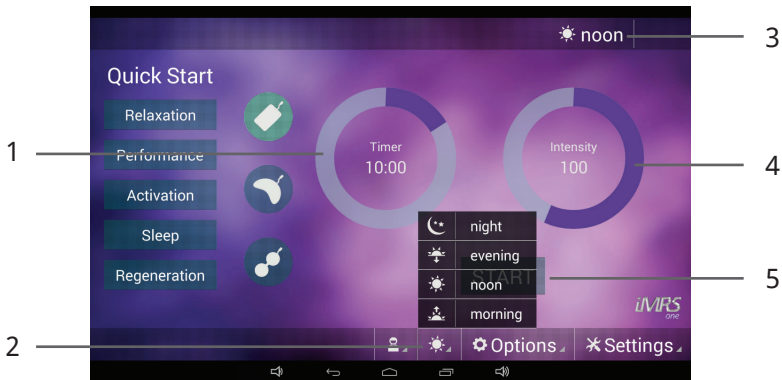 noon
3
Quick Start
Relaxation
Performance
Activation
Sleep
Regeneration
1
Timer
10:00
Intensity
100
4
night
evening
noon
morning
START
5
iMRS
one
2
Options
Settings